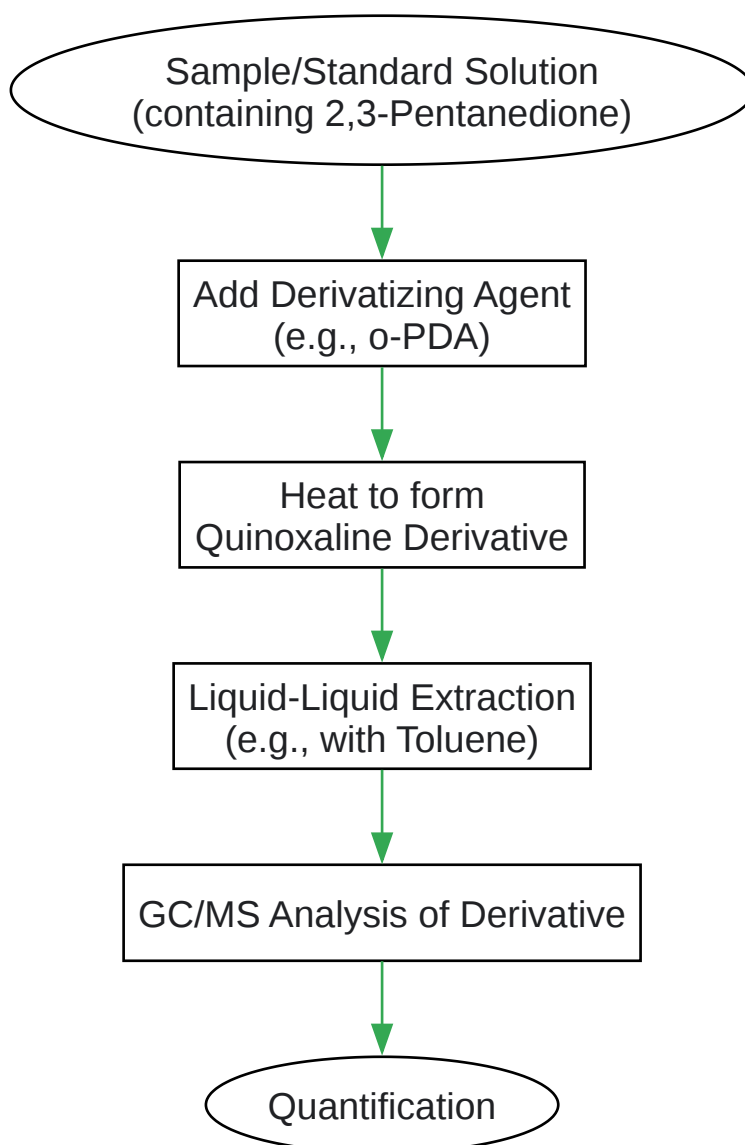 Sample/Standard Solution
(containing 2,3-Pentanedione)
Add Derivatizing Agent
(e.g., o-PDA)
Heat to form
Quinoxaline Derivative
Liquid-Liquid Extraction
(e.g., with Toluene)
GC/MS Analysis of Derivative
Quantification